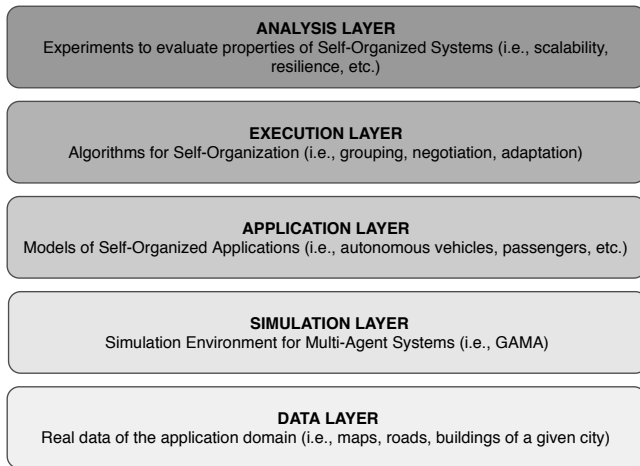 ANALYSIS LAYER
Experiments to evaluate properties of Self-Organized Systems (i.e., scalability,
resilience, etc.)
EXECUTION LAYER
Algorithms for Self-Organization (i.e., grouping, negotiation, adaptation)
APPLICATION LAYER
Models of Self-Organized Applications (i.e., autonomous vehicles, passengers, etc.)
SIMULATION LAYER
Simulation Environment for Multi-Agent Systems (i.e., GAMA)
DATA LAYER
Real data of the application domain (i.e., maps, roads, buildings of a given city)